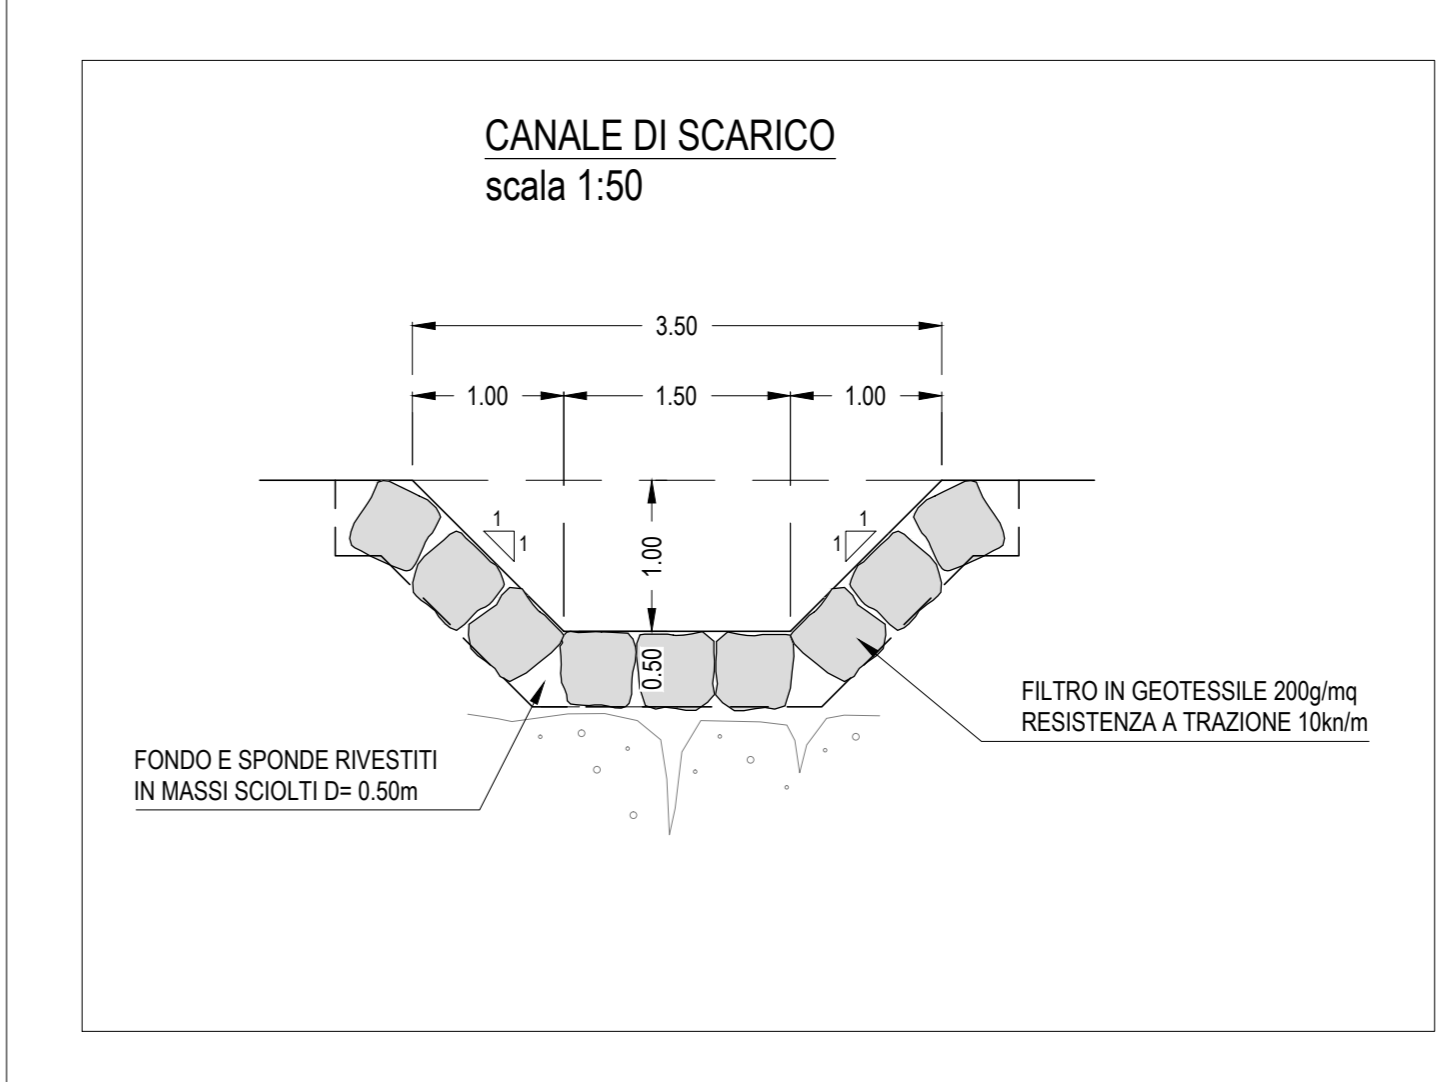 CANALE DI SCARICO
scala 1:50
3.50
1.00 1.50 1.00
1 1
1 1.00 1
0.50
FILTRO IN GEOTESSILE 200g/mq
RESISTENZA A TRAZIONE 10kn/m
FONDO E SPONDE RIVESTITI
IN MASSI SCIOLTI D= 0.50m